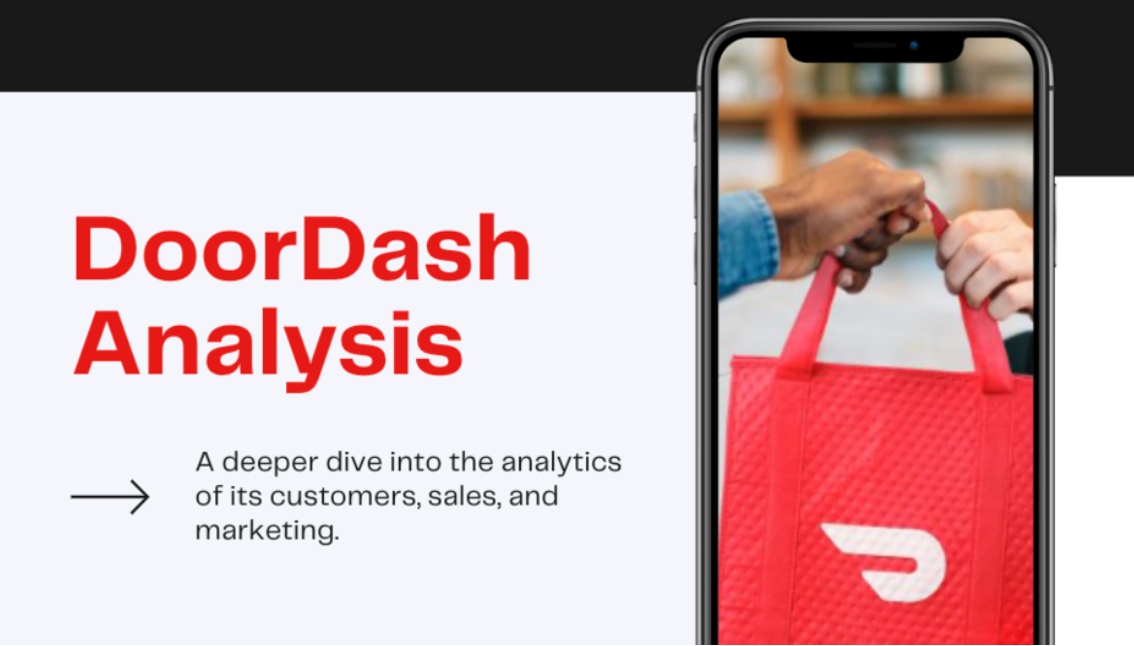 DoorDash
Analysis
A deeper dive into the analytics
of its customers, sales, and
marketing.